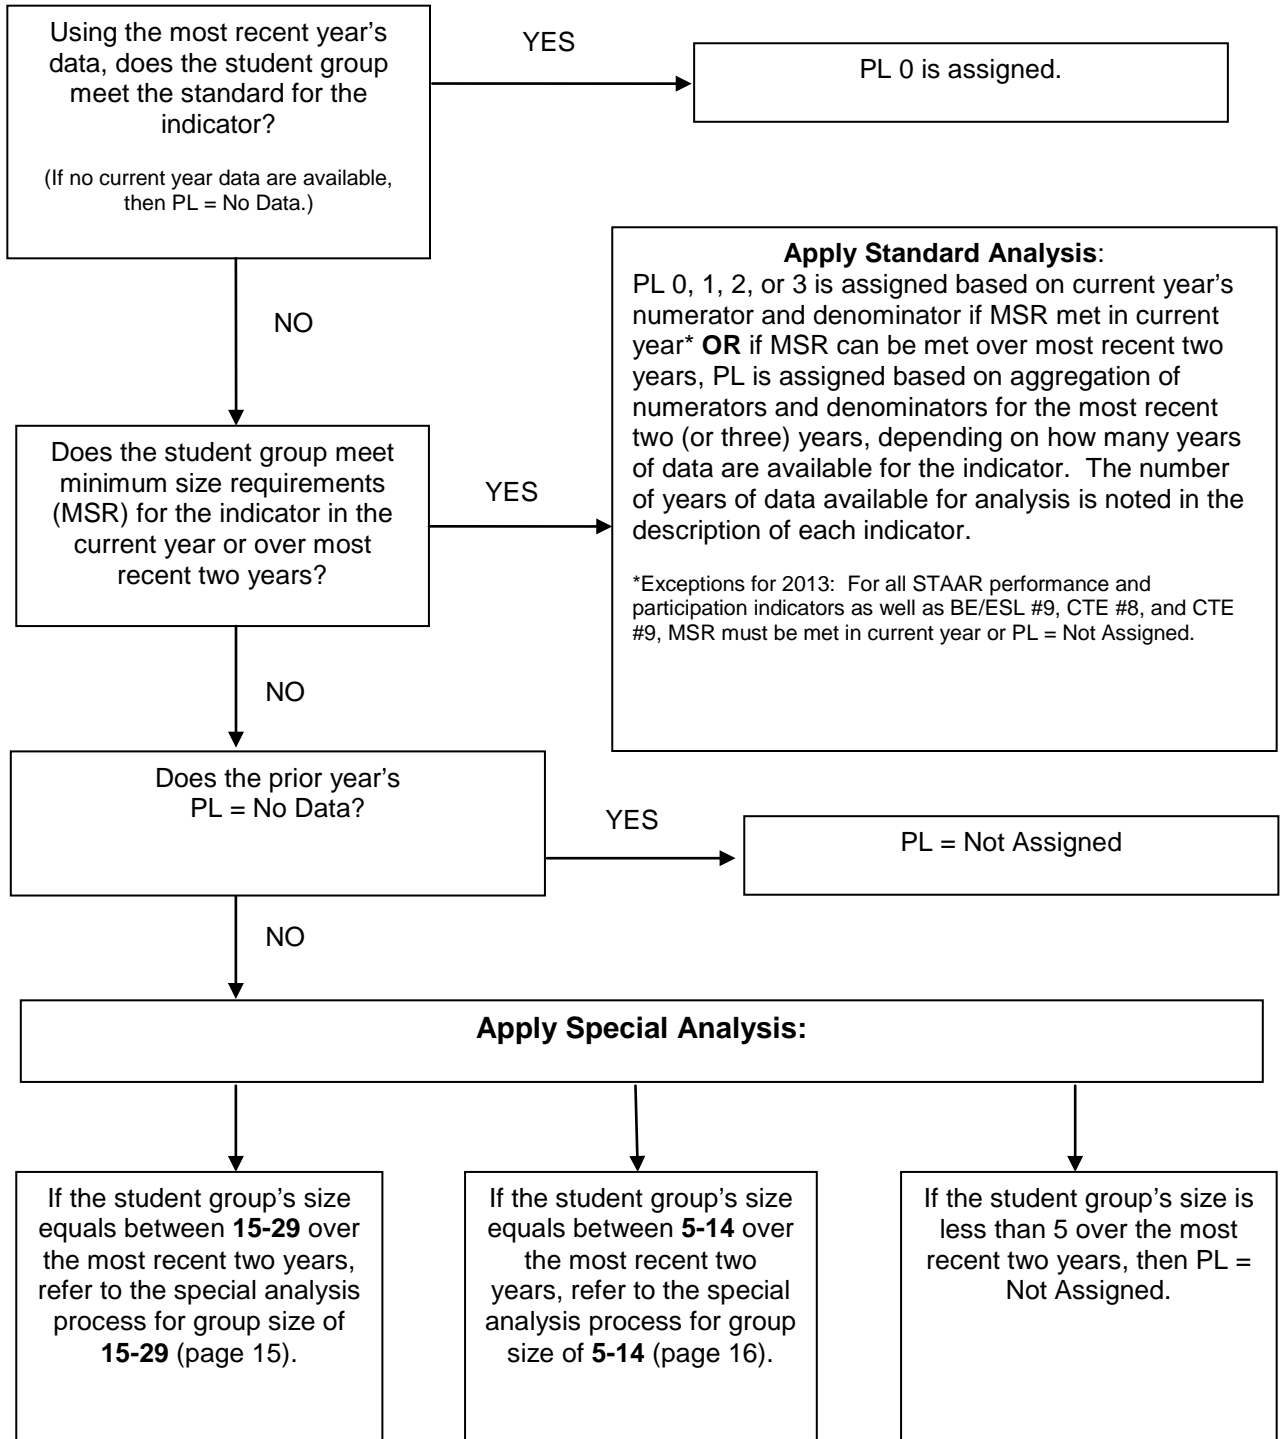 Using the most recent year’s
data, does the student group
meet the standard for the
indicator?
(If no current year data are available,
then PL = No Data.)
YES
PL 0 is assigned.
NO
Apply Standard Analysis:
PL 0, 1, 2, or 3 is assigned based on current year’s
numerator and denominator if MSR met in current
year* OR if MSR can be met over most recent two
years, PL is assigned based on aggregation of
numerators and denominators for the most recent
two (or three) years, depending on how many years
of data are available for the indicator. The number
of years of data available for analysis is noted in the
description of each indicator.
*Exceptions for 2013: For all STAAR performance and
participation indicators as well as BE/ESL #9, CTE #8, and CTE
#9, MSR must be met in current year or PL = Not Assigned.
Does the student group meet
minimum size requirements
(MSR) for the indicator in the
current year or over most
recent two years?
YES
NO
Does the prior year’s
PL = No Data?
YES
PL = Not Assigned
NO
Apply Special Analysis:
If the student group’s size
equals between 15-29 over
the most recent two years,
refer to the special analysis
process for group size of
15-29 (page 15).
If the student group’s size
equals between 5-14 over
the most recent two
years, refer to the special
analysis process for group
size of 5-14 (page 16).
If the student group’s size is
less than 5 over the most
recent two years, then PL =
Not Assigned.